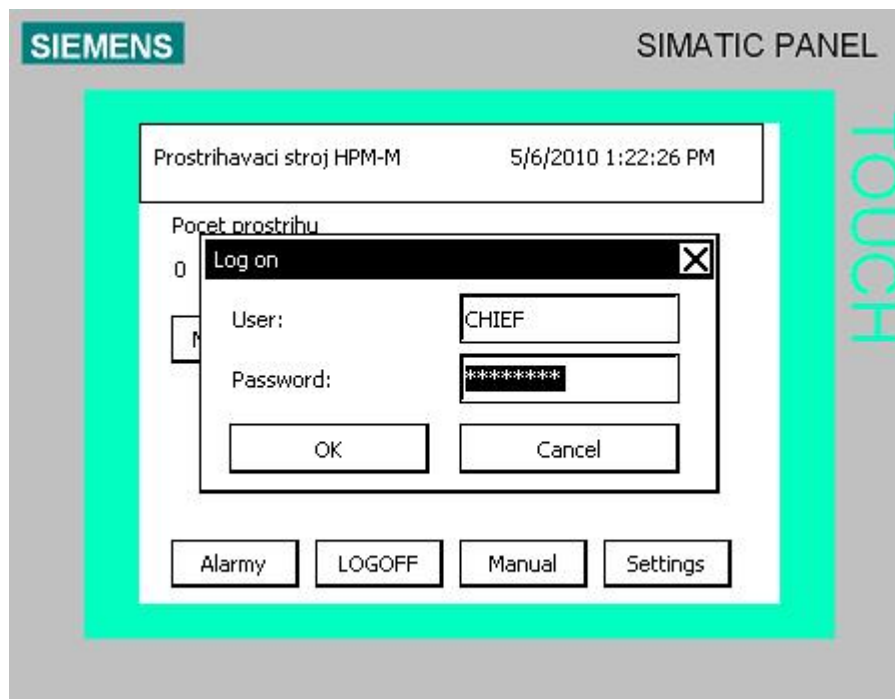 SIEMENS
SIMATIC PANEL
TOUCH
Prostrihavaci stroj HPM-M 5/6/2010 1:22:26 PM
Pocet prostrihu
0
Log on
User: CHIEF
Password: ********
OK Cancel
Alarmy LOGOFF Manual Settings